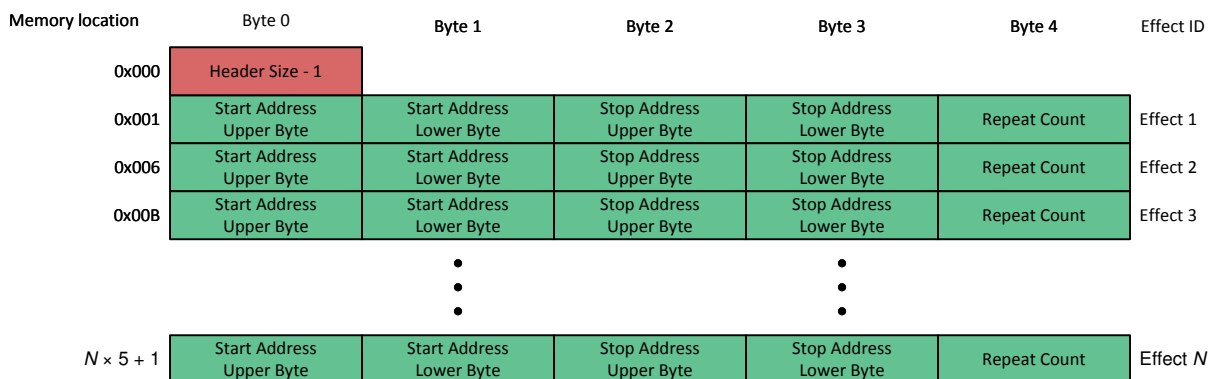 Memory location Byte 0 Byte 1 Byte 2 Byte 3 Byte 4 Effect ID
0x000 Header Size - 1
0x001 Start Address Upper Byte Start Address Lower Byte Stop Address Upper Byte Stop Address Lower Byte Repeat Count Effect 1
0x006 Start Address Upper Byte Start Address Lower Byte Stop Address Upper Byte Stop Address Lower Byte Repeat Count Effect 2
0x00B Start Address Upper Byte Start Address Lower Byte Stop Address Upper Byte Stop Address Lower Byte Repeat Count Effect 3
N × 5 + 1 Start Address Upper Byte Start Address Lower Byte Stop Address Upper Byte Stop Address Lower Byte Repeat Count Effect N